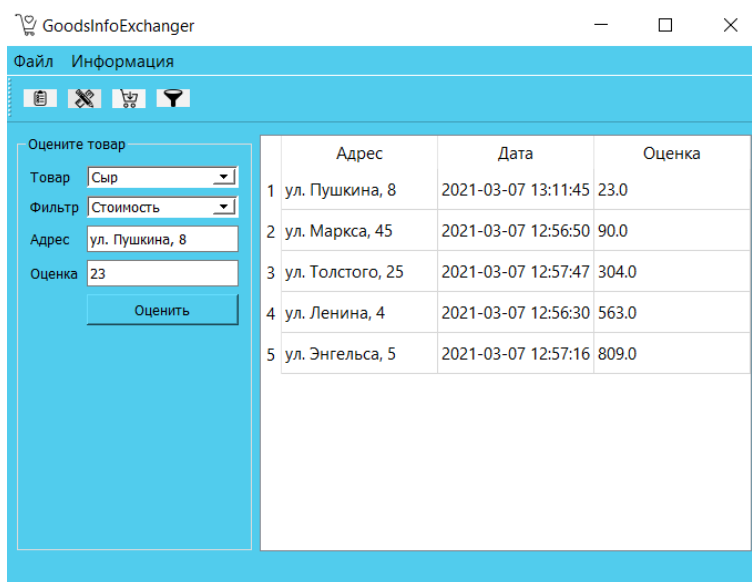 GoodsInfoExchanger
Файл Информация
Оцените товар
Товар Сыр
Фильтр Стоимость
Адрес ул. Пушкина, 8
Оценка 23
Оценить
Адрес Дата Оценка
1 ул. Пушкина, 8 2021-03-07 13:11:45 23.0
2 ул. Маркса, 45 2021-03-07 12:56:50 90.0
3 ул. Толстого, 25 2021-03-07 12:57:47 304.0
4 ул. Ленина, 4 2021-03-07 12:56:30 563.0
5 ул. Энгельса, 5 2021-03-07 12:57:16 809.0